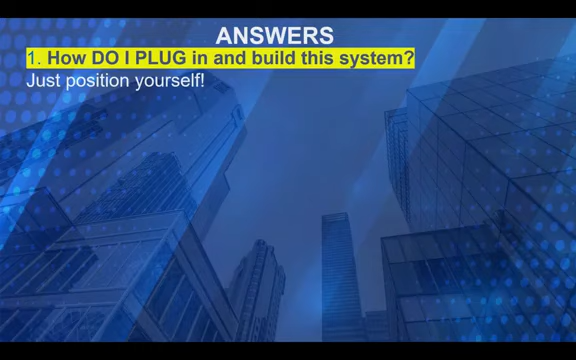 ANSWERS
1. How DO I PLUG in and build this system?
Just position yourself!